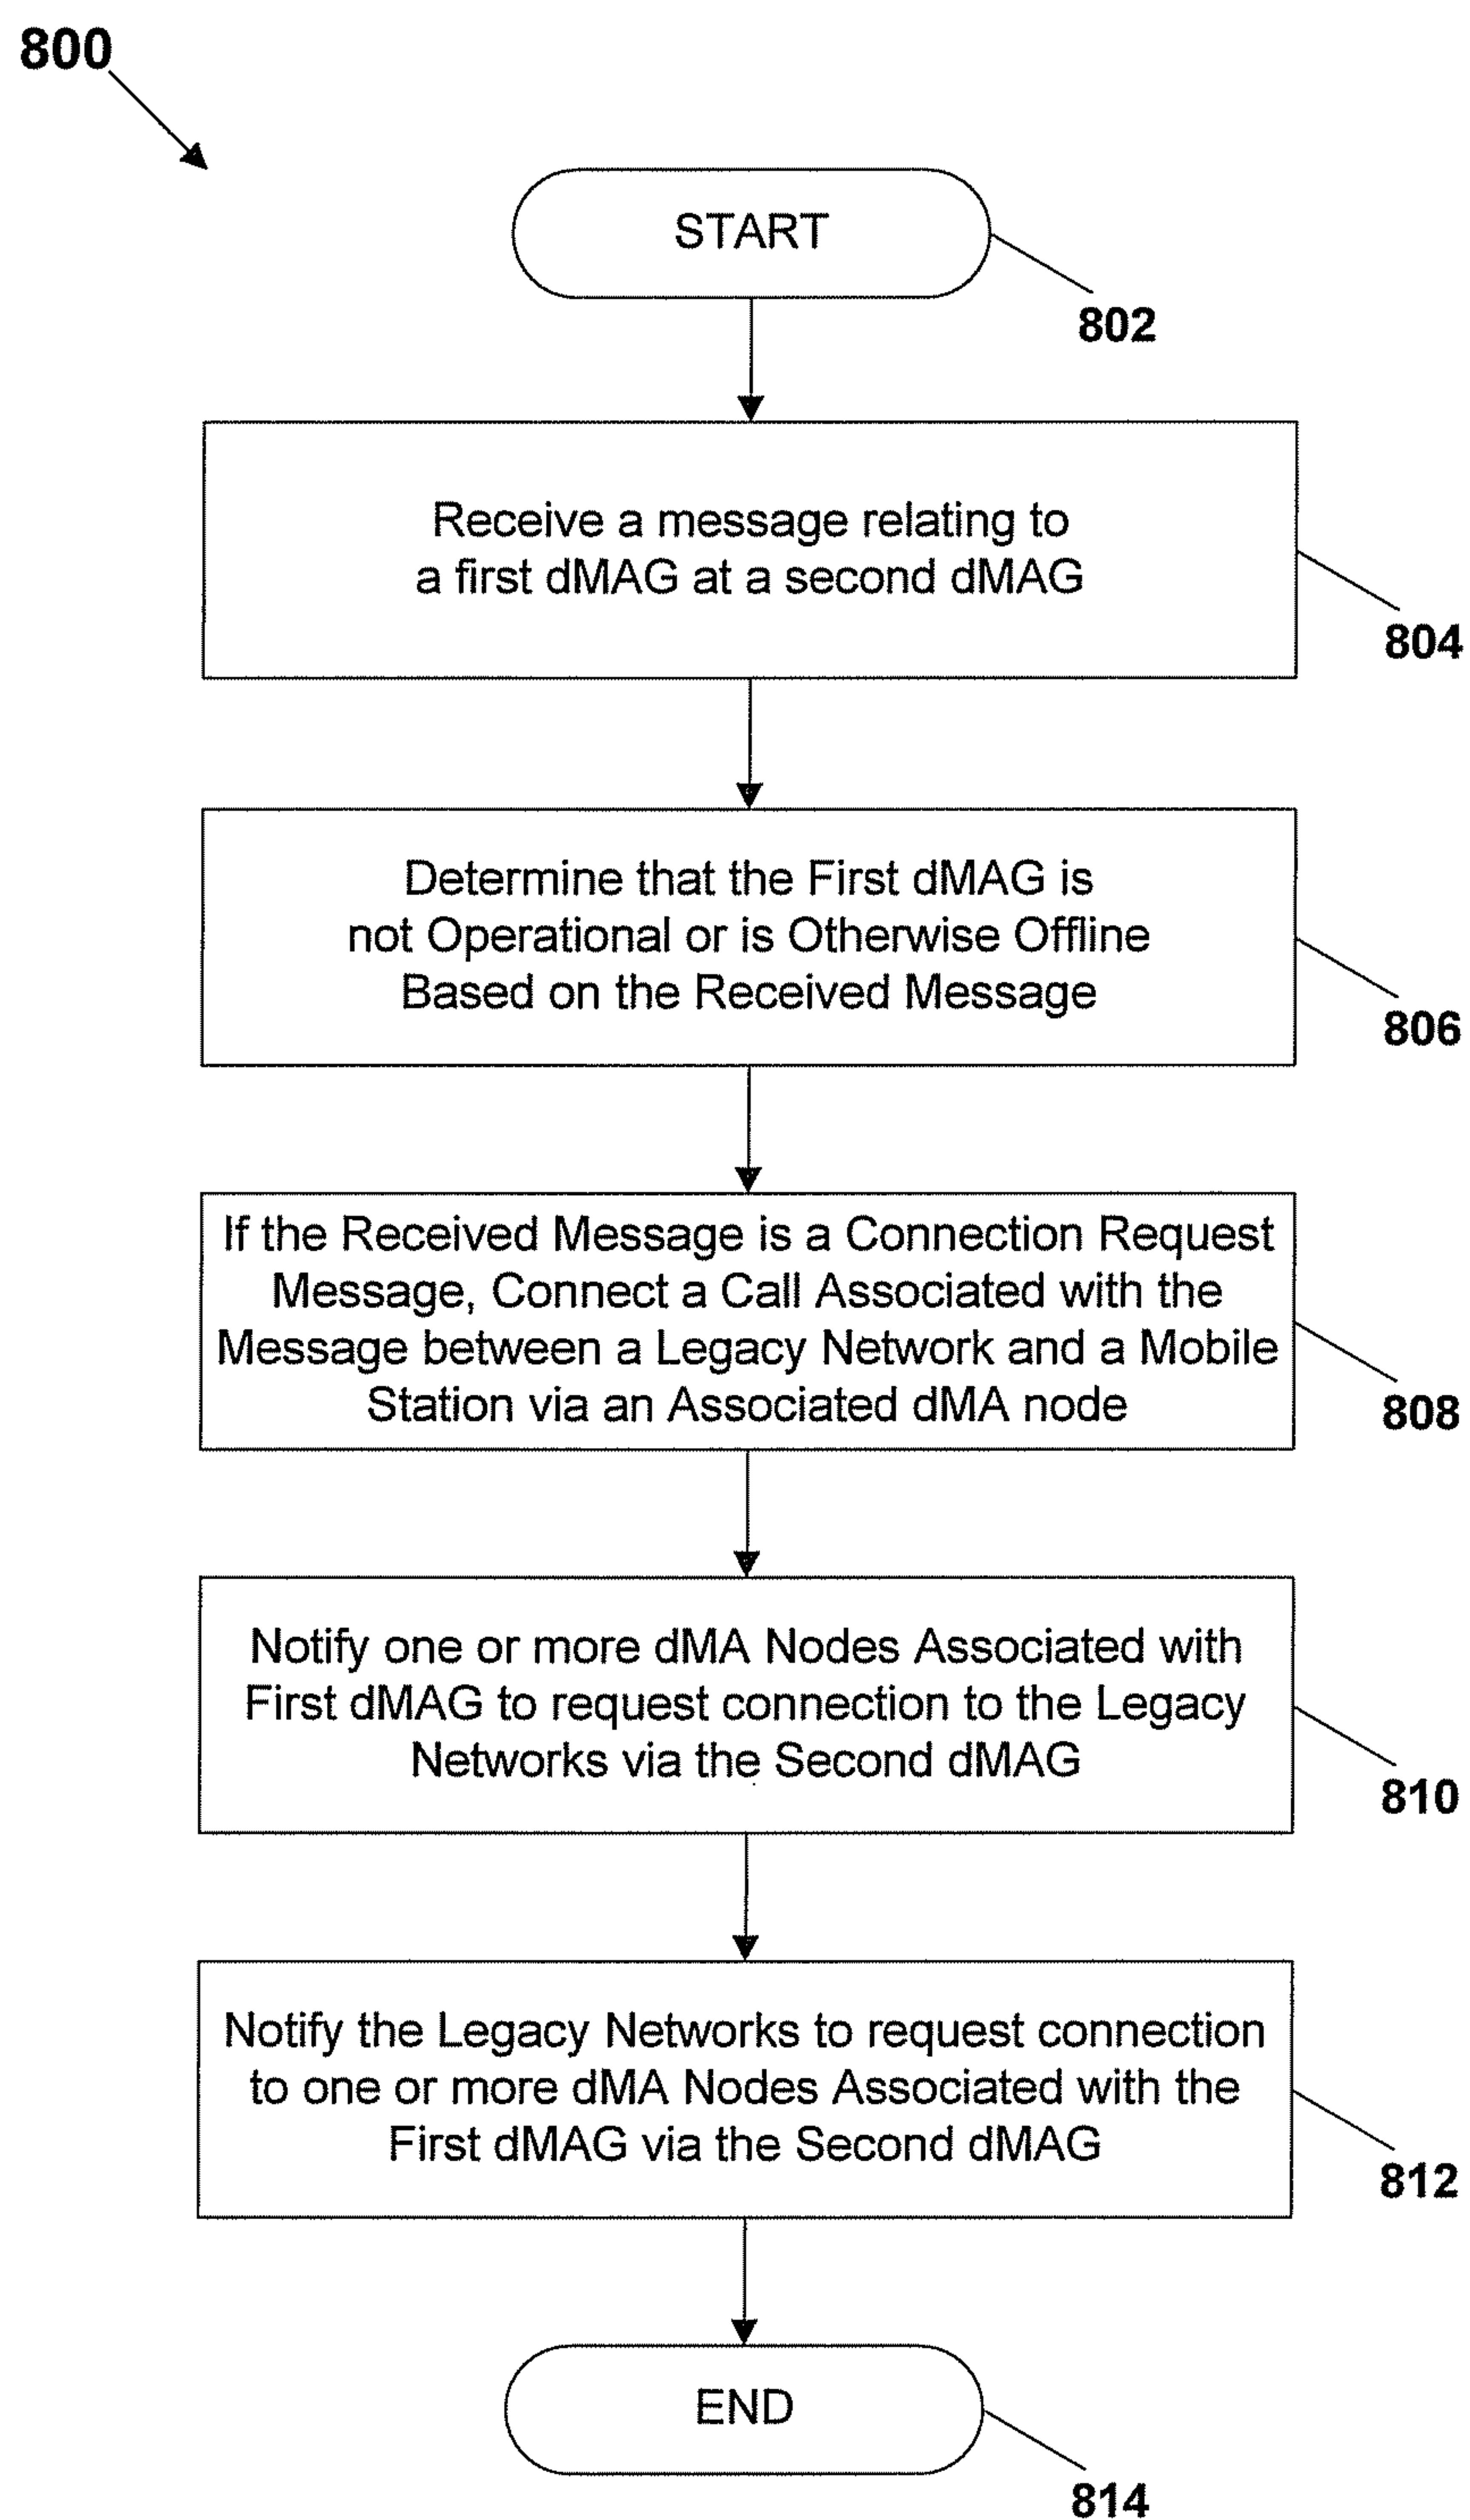 800
START
802
Receive a message relating to
a first dMAG at a second dMAG
804
Determine that the First dMAG is
not Operational or is Otherwise Offline
Based on the Received Message
806
If the Received Message is a Connection Request
Message, Connect a Call Associated with the
Message between a Legacy Network and a Mobile
Station via an Associated dMA node
808
Notify one or more dMA Nodes Associated with
First dMAG to request connection to the Legacy
Networks via the Second dMAG
810
Notify the Legacy Networks to request connection
to one or more dMA Nodes Associated with the
First dMAG via the Second dMAG
812
END
814